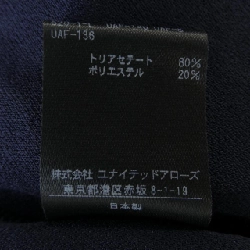 UAF-136
トリアセテート 80%
ポリエステル 20%
株式会社 ユナイテッドアローズ
東京都港区赤坂8-1-19
日本製